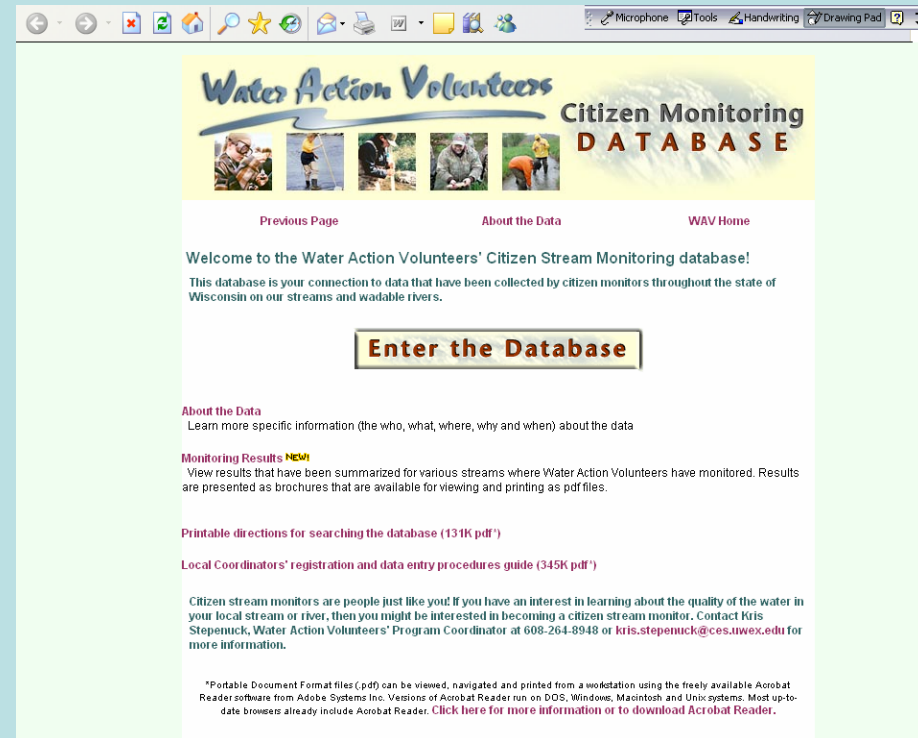 Microphone Tools Handwriting Drawing Pad
Water Action Volunteers
Citizen Monitoring
DATABASE
Previous Page About the Data WAV Home
Welcome to the Water Action Volunteers' Citizen Stream Monitoring database!
This database is your connection to data that have been collected by citizen monitors throughout the state of
Wisconsin on our streams and wadable rivers.
Enter the Database
About the Data
Learn more specific information (the who, what, where, why and when) about the data
Monitoring Results NEW!
View results that have been summarized for various streams where Water Action Volunteers have monitored. Results
are presented as brochures that are available for viewing and printing as pdf files.
Printable directions for searching the database (131K pdf*)
Local Coordinators' registration and data entry procedures guide (345K pdf*)
Citizen stream monitors are people just like you! If you have an interest in learning about the quality of the water in
your local stream or river, then you might be interested in becoming a citizen stream monitor. Contact Kris
Stepenuck, Water Action Volunteers' Program Coordinator at 608-264-8948 or kris.stepenuck@ces.uwex.edu for
more information.
*Portable Document Format files (.pdf) can be viewed, navigated and printed from a workstation using the freely available Acrobat
Reader software from Adobe Systems Inc. Versions of Acrobat Reader run on DOS, Windows, Macintosh and Unix systems. Most up-to-
date browsers already include Acrobat Reader. Click here for more information or to download Acrobat Reader.